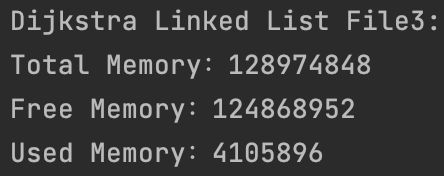 Dijkstra Linked List File3:
Total Memory: 128974848
Free Memory: 124868952
Used Memory: 4105896